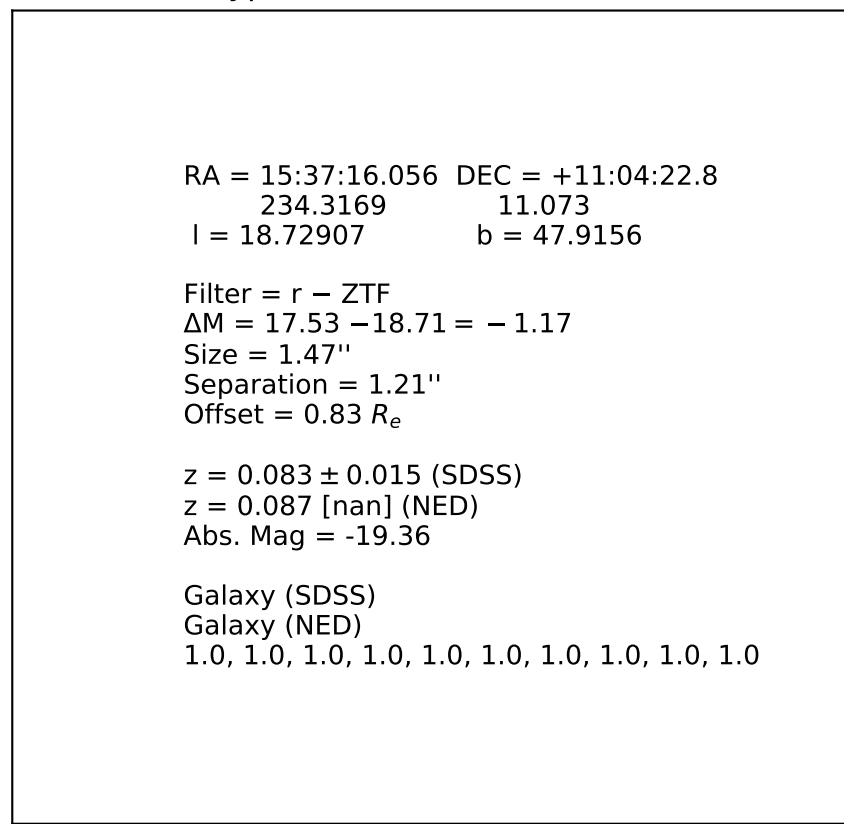 RA = 15:37:16.056 DEC = +11:04:22.8
234.3169 11.073
l = 18.72907 b = 47.9156
Filter = r − ZTF
ΔM = 17.53 −18.71 = − 1.17
Size = 1.47''
Separation = 1.21''
Offset = 0.83 Rₑ
z = 0.083 ± 0.015 (SDSS)
z = 0.087 [nan] (NED)
Abs. Mag = -19.36
Galaxy (SDSS)
Galaxy (NED)
1.0, 1.0, 1.0, 1.0, 1.0, 1.0, 1.0, 1.0, 1.0, 1.0